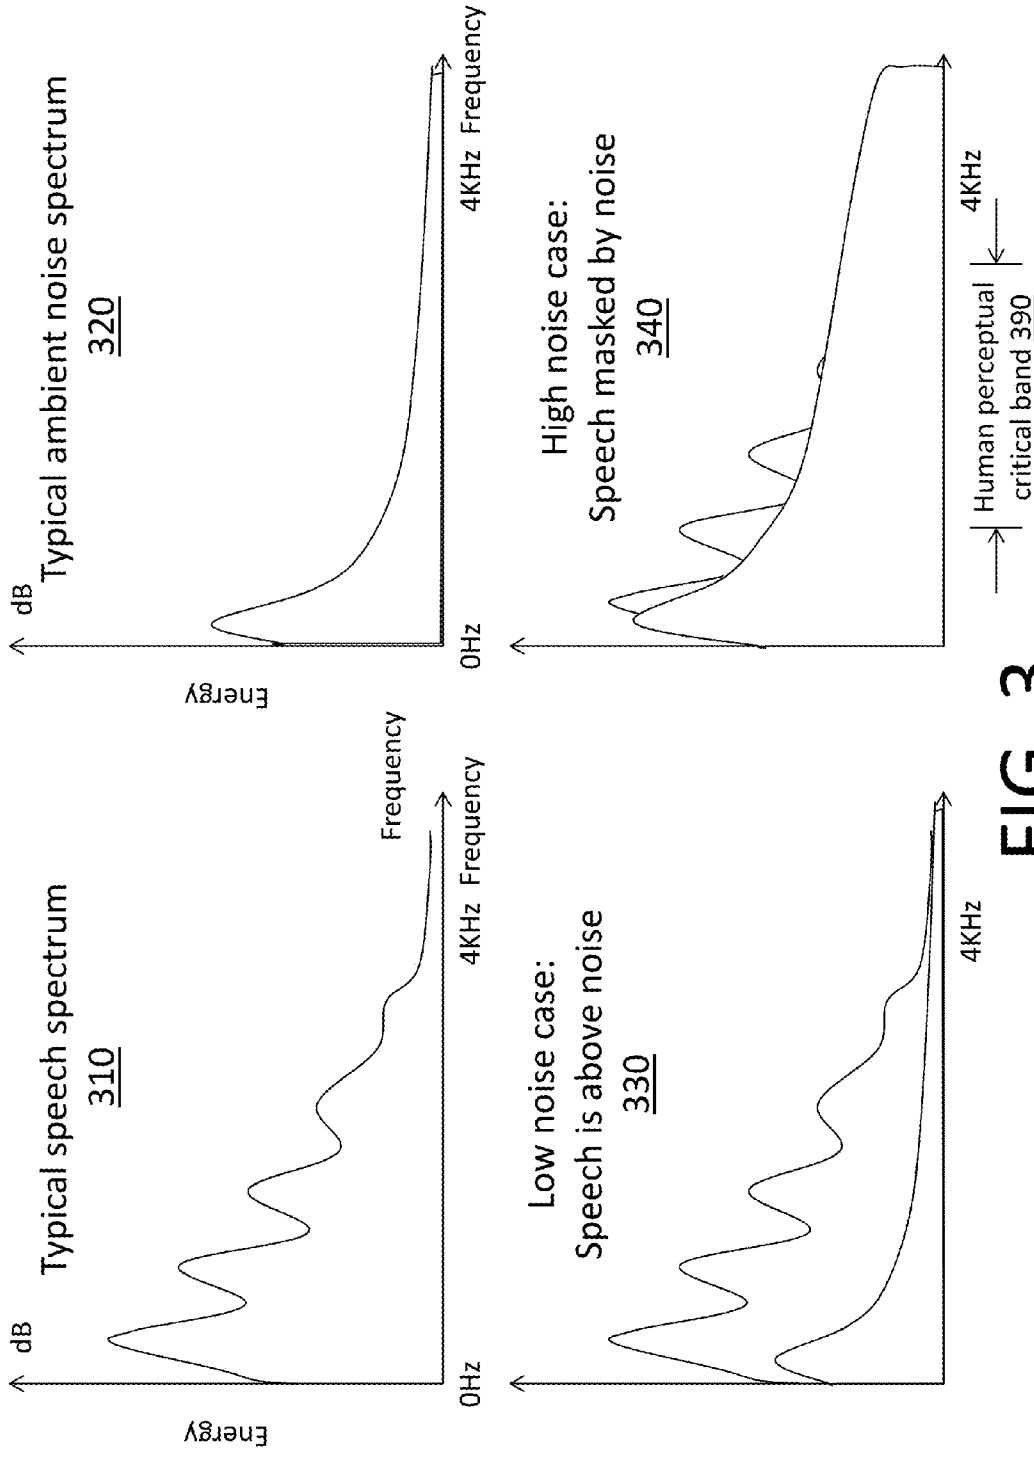 Typical speech spectrum
310
dB
Energy
0Hz
4KHz Frequency
Frequency
Typical ambient noise spectrum
320
dB
Energy
0Hz
4KHz Frequency
Low noise case:
Speech is above noise
330
4KHz
High noise case:
Speech masked by noise
340
4KHz
Human perceptual
critical band 390
FIG. 3